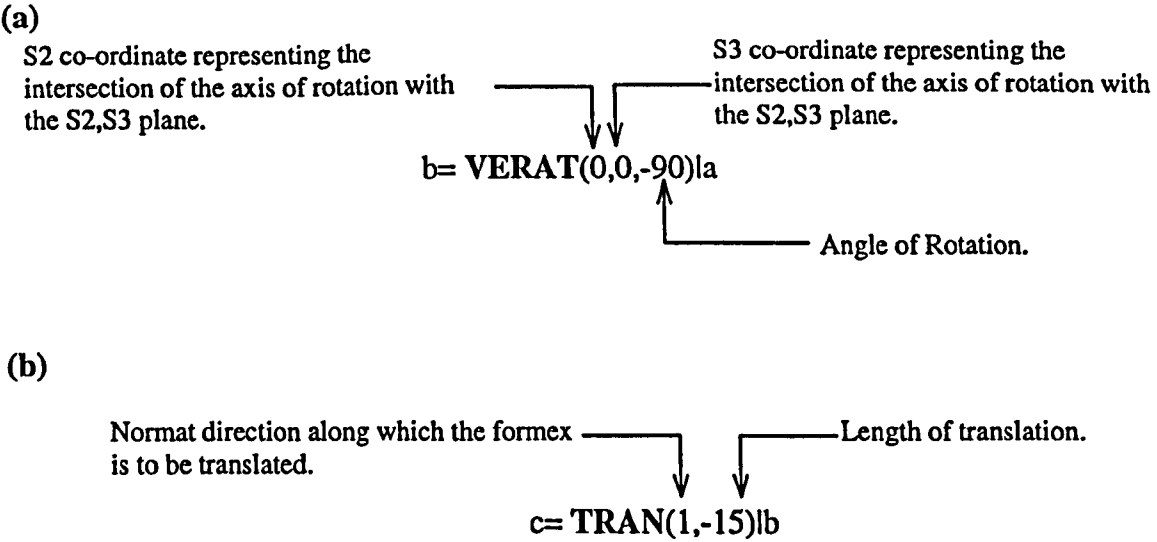 (a)
S2 co-ordinate representing the
intersection of the axis of rotation with
the S2,S3 plane.
S3 co-ordinate representing the
intersection of the axis of rotation with
the S2,S3 plane.
b= VERAT(0,0,-90)|a
Angle of Rotation.
(b)
Normat direction along which the formex
is to be translated.
Length of translation.
c= TRAN(1,-15)|b